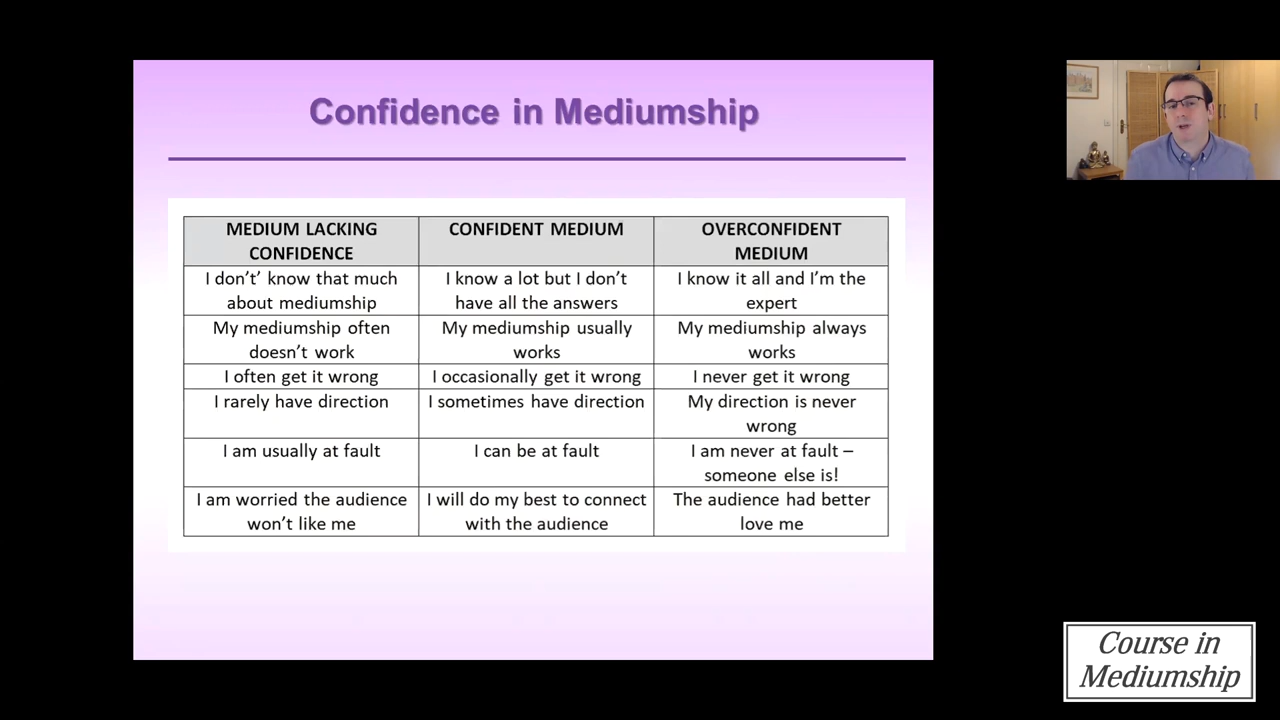 Confidence in Mediumship
MEDIUM LACKING
CONFIDENCE
CONFIDENT MEDIUM
OVERCONFIDENT
MEDIUM
I don't’ know that much
about mediumship
I know a lot but I don’t
have all the answers
I know it all and I’m the
expert
My mediumship often
doesn’t work
My mediumship usually
works
My mediumship always
works
I often get it wrong
I occasionally get it wrong
I never get it wrong
I rarely have direction
I sometimes have direction
My direction is never
wrong
I am usually at fault
I can be at fault
I am never at fault –
someone else is!
I am worried the audience
won’t like me
I will do my best to connect
with the audience
The audience had better
love me
Course in
Mediumship